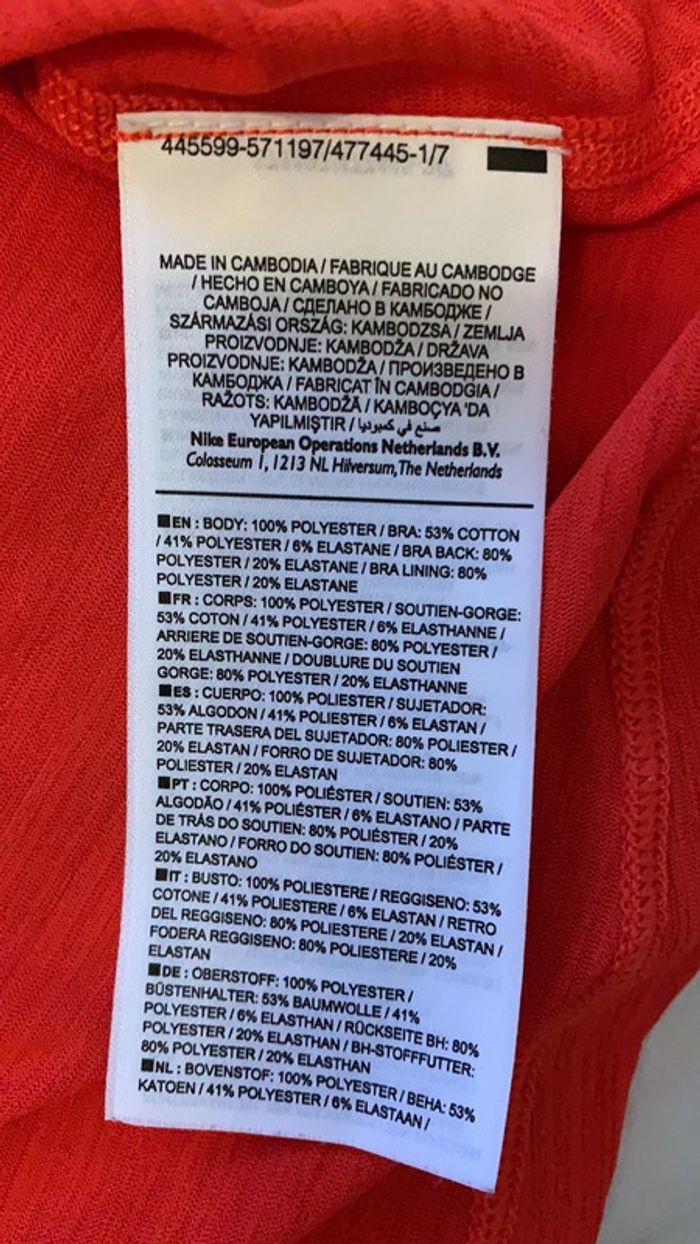 445599-571197/477445-1/7
MADE IN CAMBODIA / FABRIQUE AU CAMBODGE
/ HECHO EN CAMBOYA / FABRICADO NO
CAMBOJA / СДЕЛАНО В КАМБОДЖЕ /
SZÁRMAZÁSI ORSZÁG: KAMBODZSA / ZEMLJA
PROIZVODNJE: KAMBODŽA / DRŽAVA
PROIZVODNJE: KAMBODŽA / ПРОИЗВЕДЕНО В
КАМБОДЖА / FABRICAT ÎN CAMBODGIA /
RAŽOTS: KAMBODŽĀ / KAMBOÇYA 'DA
YAPILMIŞTIR / صنع في كمبوديا
Nike European Operations Netherlands B.V.
Colosseum 1, 1213 NL Hilversum, The Netherlands
EN : BODY: 100% POLYESTER / BRA: 53% COTTON
/ 41% POLYESTER / 6% ELASTANE / BRA BACK: 80%
POLYESTER / 20% ELASTANE / BRA LINING: 80%
POLYESTER / 20% ELASTANE
FR : CORPS: 100% POLYESTER / SOUTIEN-GORGE:
53% COTON / 41% POLYESTER / 6% ELASTHANNE /
ARRIERE DE SOUTIEN-GORGE: 80% POLYESTER /
20% ELASTHANNE / DOUBLURE DU SOUTIEN
GORGE: 80% POLYESTER / 20% ELASTHANNE
ES : CUERPO: 100% POLIESTER / SUJETADOR:
53% ALGODON / 41% POLIESTER / 6% ELASTAN /
PARTE TRASERA DEL SUJETADOR: 80% POLIESTER /
20% ELASTAN / FORRO DE SUJETADOR: 80%
POLIESTER / 20% ELASTAN
PT : CORPO: 100% POLIÉSTER / SOUTIEN: 53%
ALGODÃO / 41% POLIÉSTER / 6% ELASTANO / PARTE
DE TRÁS DO SOUTIEN: 80% POLIÉSTER / 20%
ELASTANO / FORRO DO SOUTIEN: 80% POLIÉSTER /
20% ELASTANO
IT : BUSTO: 100% POLIESTERE / REGGISENO: 53%
COTONE / 41% POLIESTERE / 6% ELASTAN / RETRO
DEL REGGISENO: 80% POLIESTERE / 20% ELASTAN /
FODERA REGGISENO: 80% POLIESTERE / 20%
ELASTAN
DE : OBERSTOFF: 100% POLYESTER /
BÜSTENHALTER: 53% BAUMWOLLE / 41%
POLYESTER / 6% ELASTHAN / RÜCKSEITE BH: 80%
POLYESTER / 20% ELASTHAN / BH-STOFFFUTTER:
80% POLYESTER / 20% ELASTHAN
NL : BOVENSTOF: 100% POLYESTER / BEHA: 53%
KATOEN / 41% POLYESTER / 6% ELASTAAN /